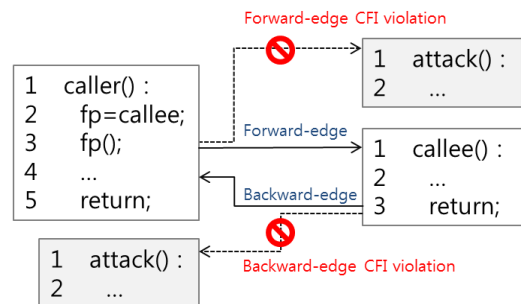 Forward-edge CFI violation
1 attack() :
2 ...
1 caller() :
2 fp=callee;
3 fp();
4 ...
5 return;
Forward-edge
1 callee() :
2 ...
3 return;
Backward-edge
1 attack() :
2 ...
Backward-edge CFI violation